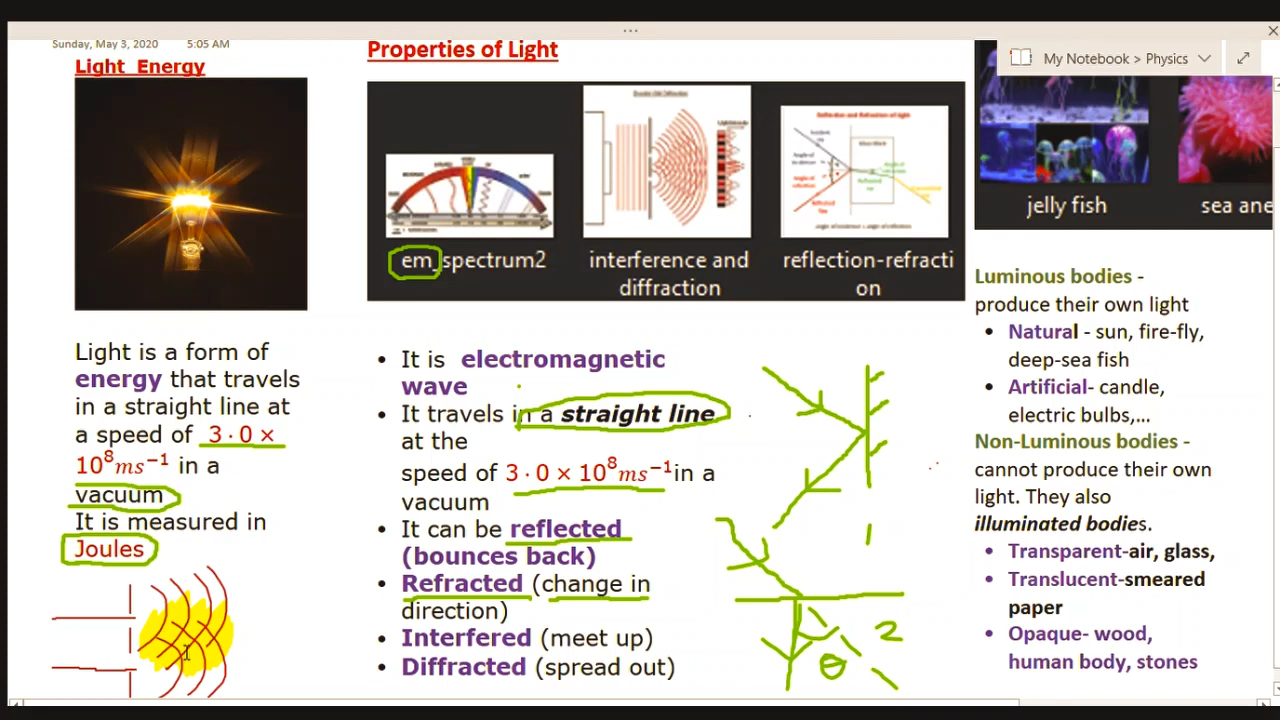 Sunday, May 3, 2020 5:05 AM
Light Energy
Light is a form of
energy that travels
in a straight line at
a speed of 3·0 ×
10⁸ms⁻¹ in a
vacuum
It is measured in
Joules
Properties of Light
em_spectrum2
interference and
diffraction
reflection-refracti
on
• It is electromagnetic
wave
• It travels in a straight line
at the
speed of 3·0 × 10⁸ms⁻¹in a
vacuum
• It can be reflected
(bounces back)
• Refracted (change in
direction)
• Interfered (meet up)
• Diffracted (spread out)
2
θ
My Notebook > Physics
jelly fish
sea ane
Luminous bodies -
produce their own light
• Natural - sun, fire-fly,
deep-sea fish
• Artificial- candle,
electric bulbs,...
Non-Luminous bodies -
cannot produce their own
light. They also
illuminated bodies.
• Transparent-air, glass,
• Translucent-smeared
paper
• Opaque- wood,
human body, stones